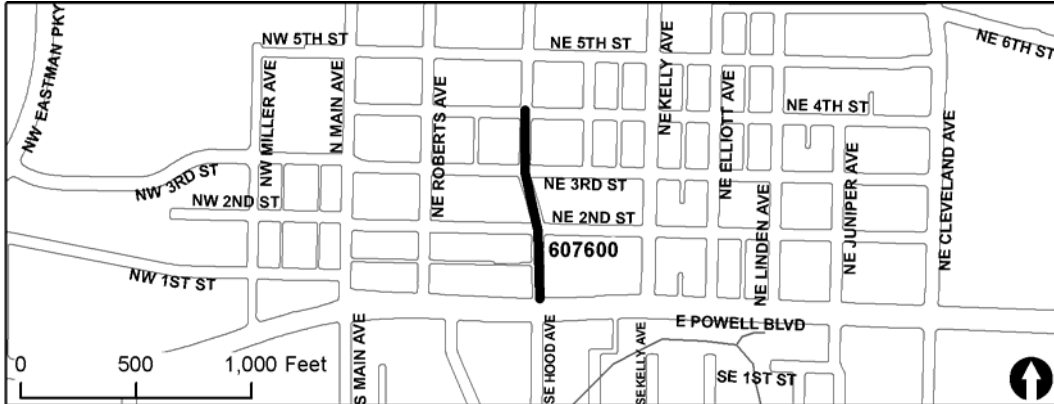 NW EASTMAN PKY
NW 5TH ST
NE 5TH ST
NE 6TH ST
NW MILLER AVE
N MAIN AVE
NE ROBERTS AVE
NE KELLY AVE
NE ELLIOTT AVE
NE 4TH ST
NW 3RD ST
NE 3RD ST
NW 2ND ST
NE 2ND ST
607600
NE LINDEN AVE
NE JUNIPER AVE
NE CLEVELAND AVE
NW 1ST ST
E POWELL BLVD
S MAIN AVE
SE HOOD AVE
SE KELLY AVE
SE 1ST ST
0 500 1,000 Feet